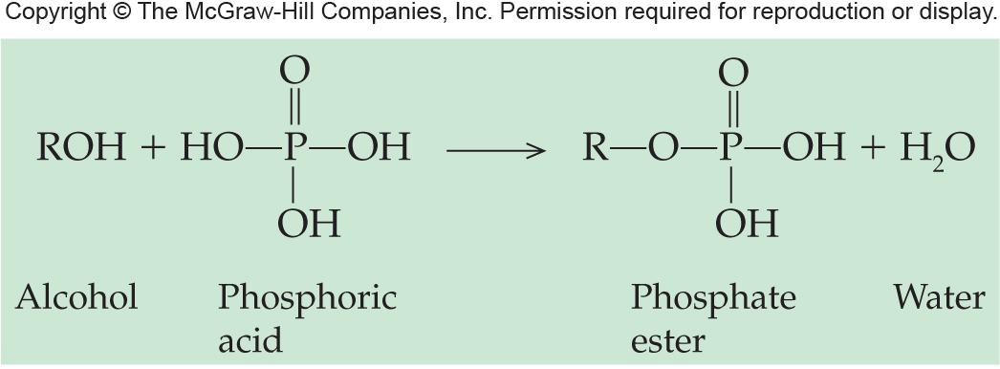 Copyright © The McGraw-Hill Companies, Inc. Permission required for reproduction or display.
O O
ROH + HO—P—OH ⟶ R—O—P—OH + H₂O
OH OH
Alcohol Phosphoric acid Phosphate ester Water